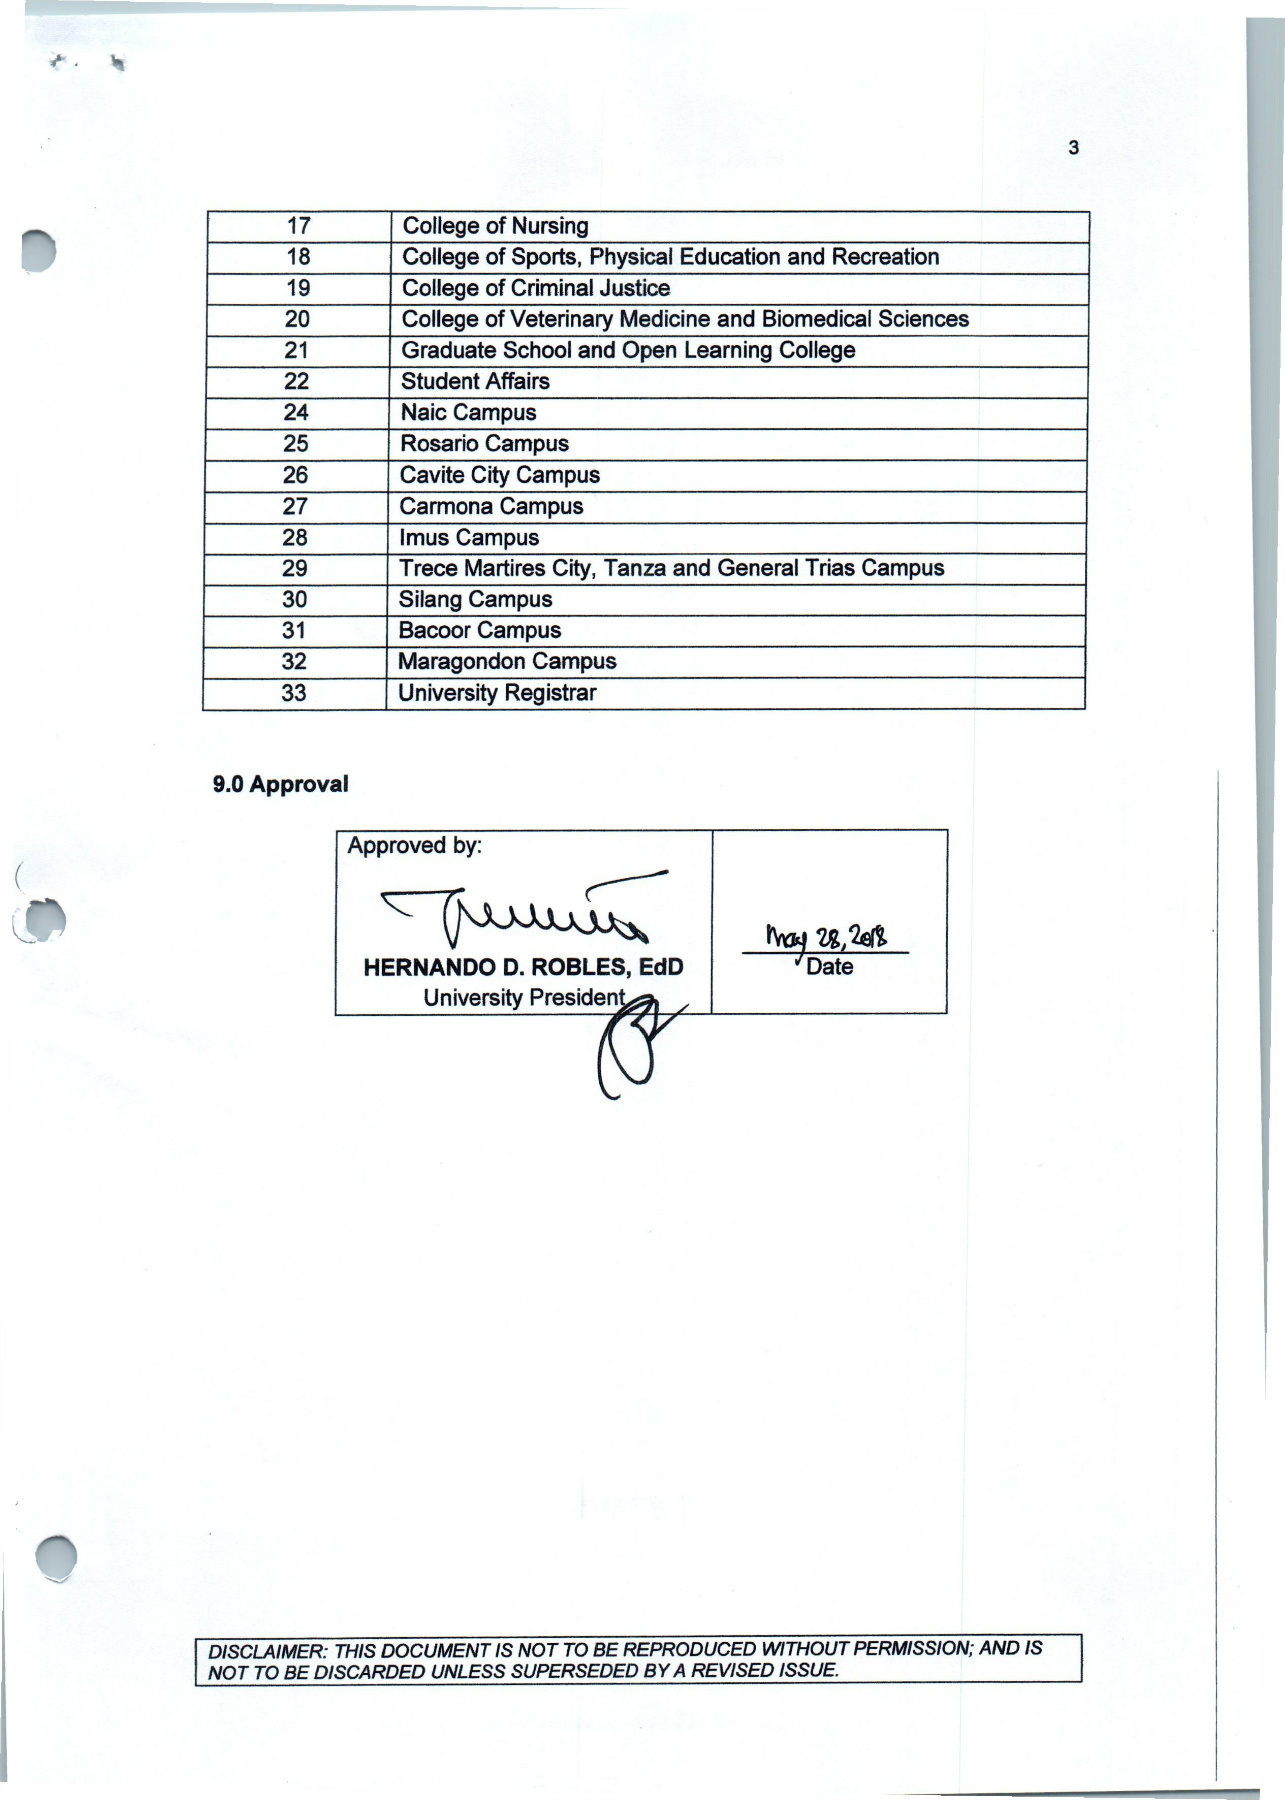 3
17 College of Nursing
18 College of Sports, Physical Education and Recreation
19 College of Criminal Justice
20 College of Veterinary Medicine and Biomedical Sciences
21 Graduate School and Open Learning College
22 Student Affairs
24 Naic Campus
25 Rosario Campus
26 Cavite City Campus
27 Carmona Campus
28 Imus Campus
29 Trece Martires City, Tanza and General Trias Campus
30 Silang Campus
31 Bacoor Campus
32 Maragondon Campus
33 University Registrar
9.0 Approval
Approved by:
HERNANDO D. ROBLES, EdD
University President
May 28, 2018
Date
DISCLAIMER: THIS DOCUMENT IS NOT TO BE REPRODUCED WITHOUT PERMISSION; AND IS
NOT TO BE DISCARDED UNLESS SUPERSEDED BY A REVISED ISSUE.